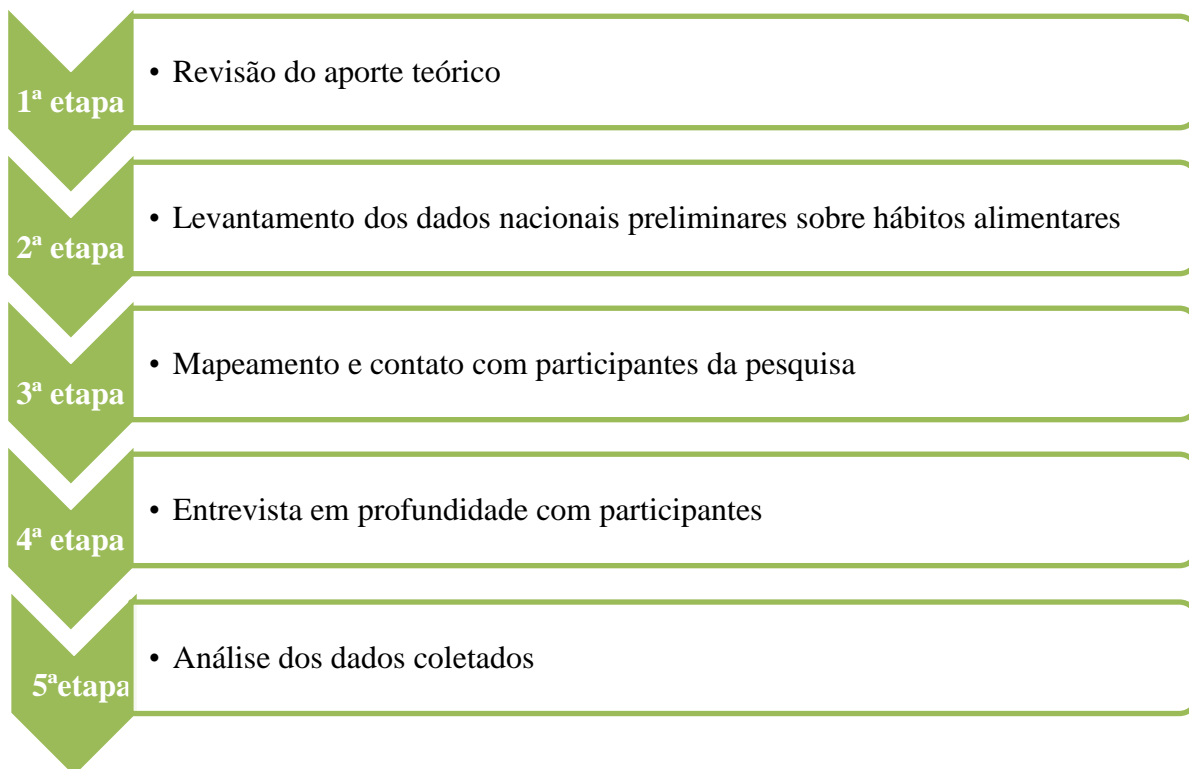 1ª etapa
• Revisão do aporte teórico
2ª etapa
• Levantamento dos dados nacionais preliminares sobre hábitos alimentares
3ª etapa
• Mapeamento e contato com participantes da pesquisa
4ª etapa
• Entrevista em profundidade com participantes
5ªetapa
• Análise dos dados coletados